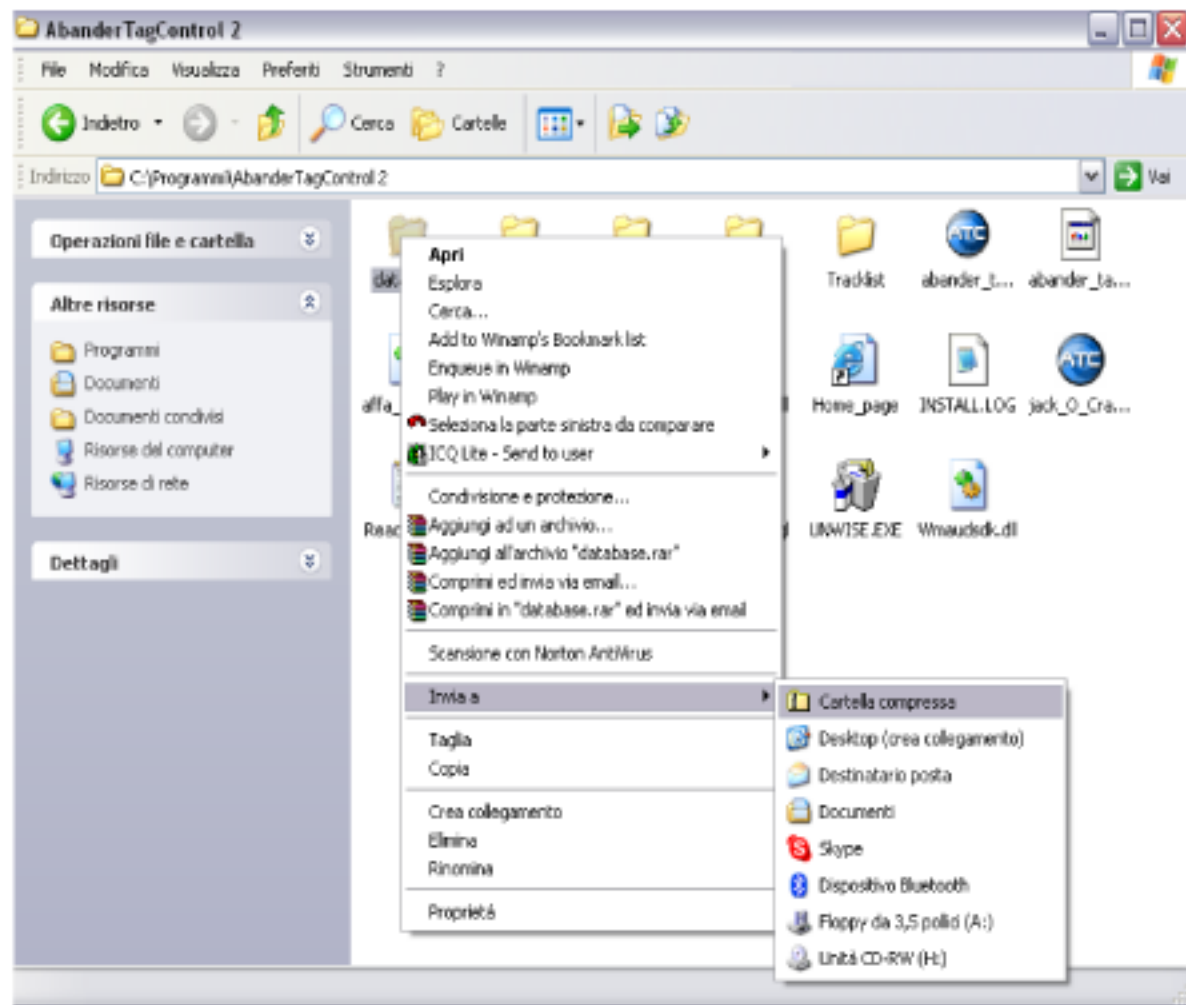 AbanderTagControl 2
File Modifica Visualizza Preferiti Strumenti ?
Indietro Cerca Cartelle
Indirizzo C:\Programmi\AbanderTagControl 2 Vai
Operazioni file e cartella
Altre risorse
Programmi
Documenti
Documenti condivisi
Risorse del computer
Risorse di rete
Dettagli
Tracklist abander_t... abander_ta...
affa_ Home_page INSTALL.LOG jack_O_Cra...
UNWISE.EXE Wmaudsdk.dll
Apri
Esplora
Cerca...
Add to Winamp's Bookmark list
Enqueue in Winamp
Play in Winamp
Seleziona la parte sinistra da comparare
ICQ Lite - Send to user
Condivisione e protezione...
Aggiungi ad un archivio...
Aggiungi all'archivio "database.rar"
Comprimi ed invia via email...
Comprimi in "database.rar" ed invia via email
Scansione con Norton AntiVirus
Invia a
Taglia
Copia
Crea collegamento
Elimina
Rinomina
Proprietà
Cartella compressa
Desktop (crea collegamento)
Destinatario posta
Documenti
Skype
Dispositivo Bluetooth
Floppy da 3,5 pollici (A:)
Unità CD-RW (H:)